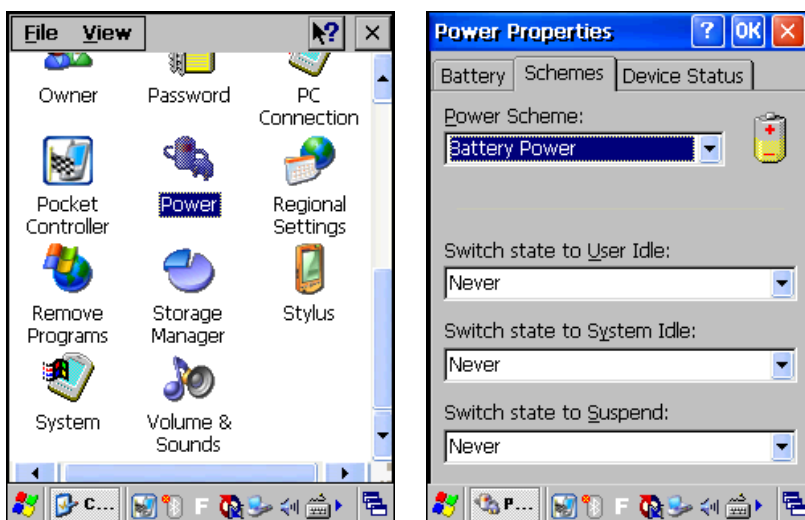 File View ?
Owner Password PC Connection
Pocket Controller Power Regional Settings
Remove Programs Storage Manager Stylus
System Volume & Sounds
C...
F
Power Properties ? OK
Battery Schemes Device Status
Power Scheme:
Battery Power
Switch state to User Idle:
Never
Switch state to System Idle:
Never
Switch state to Suspend:
Never
P...
F